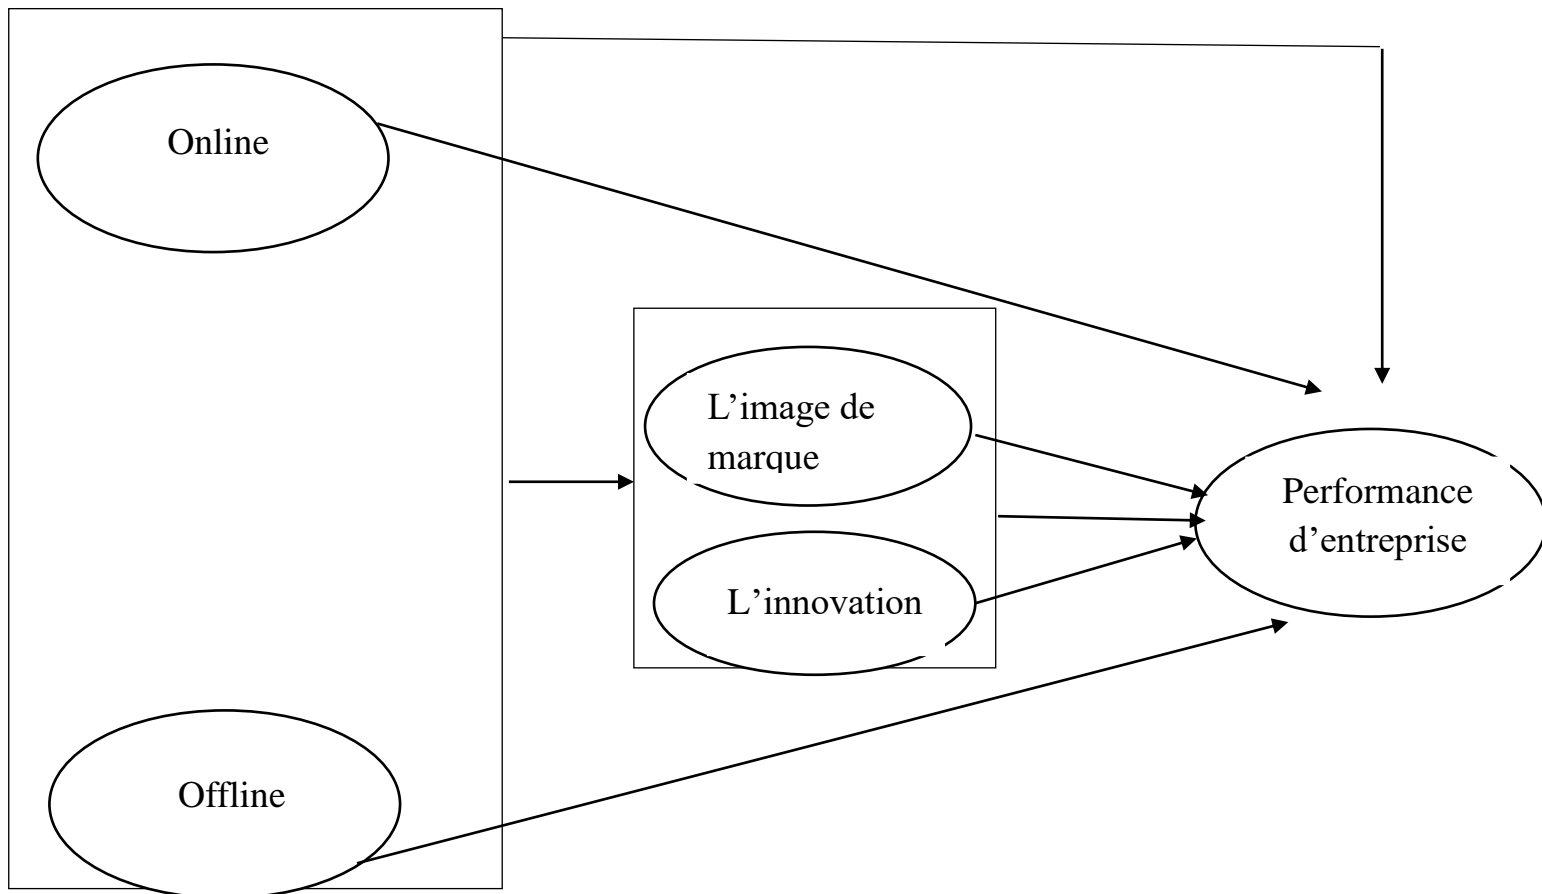 Online
L’image de
marque
Performance
d’entreprise
L’innovation
Offline